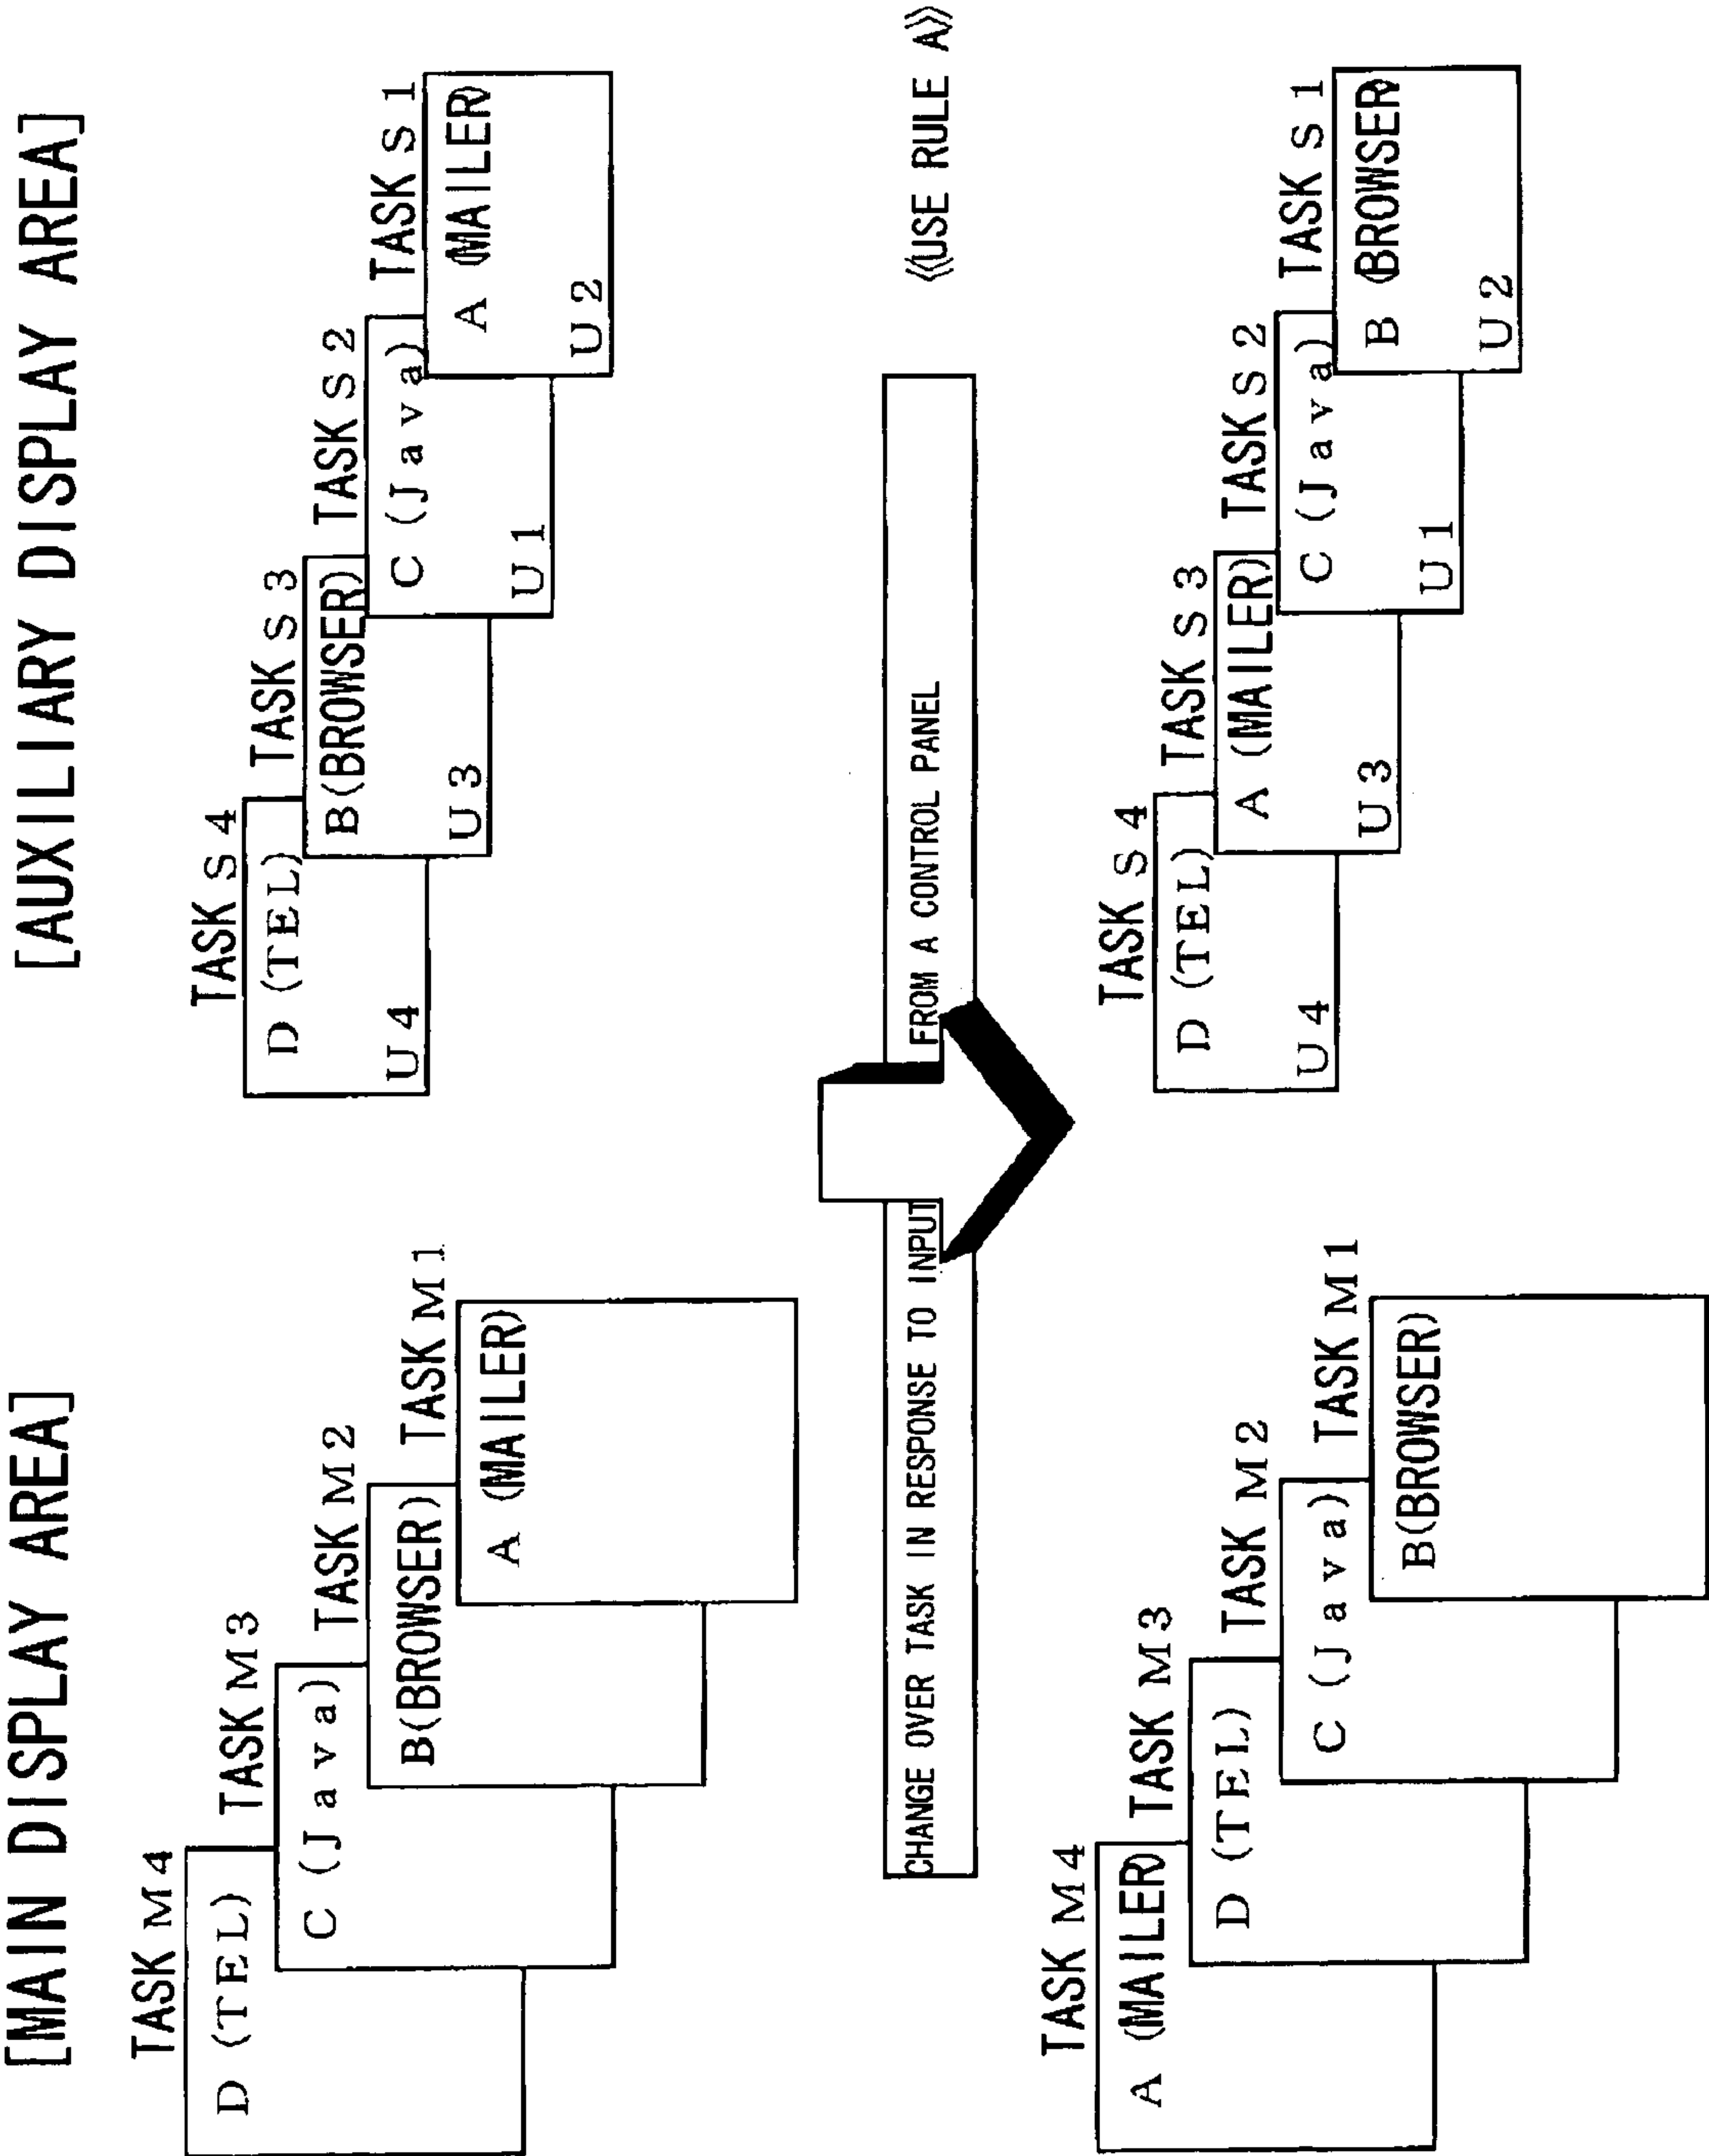 [MAIN DISPLAY AREA]
TASK M4
D (TEL)
TASK M3
C (Java)
TASK M2
B(BROWSER)
TASK M1
A (MAILER)
[AUXILIARY DISPLAY AREA]
TASK S4
D (TEL)
U4
TASK S3
B(BROWSER)
U3
TASK S2
C (Java)
U1
TASK S1
A (MAILER)
U2
CHANGE OVER TASK IN RESPONSE TO INPUT FROM A CONTROL PANEL
《USE RULE A》
TASK M4
A (MAILER)
TASK M3
D (TEL)
TASK M2
C (Java)
TASK M1
B(BROWSER)
TASK S4
D (TEL)
U4
TASK S3
A (MAILER)
U3
TASK S2
C (Java)
U1
TASK S1
B (BROWSER)
U2